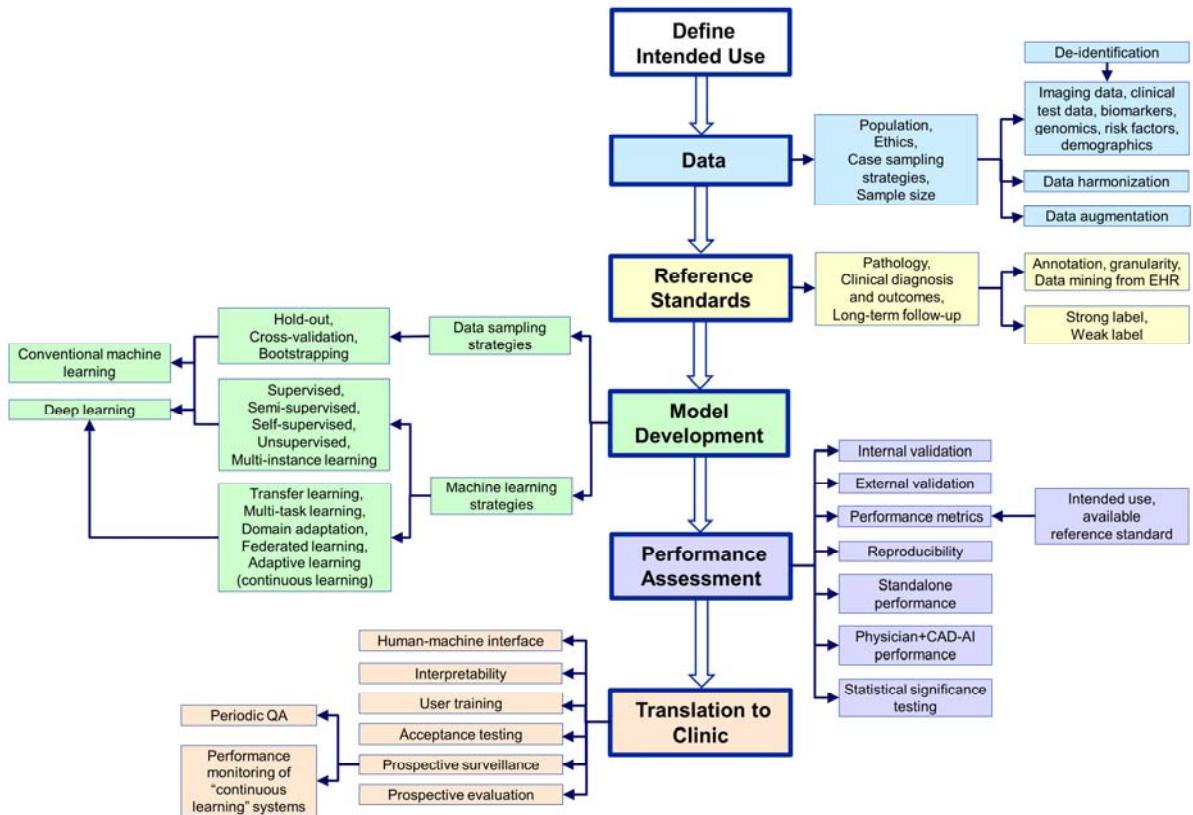 Define
Intended Use
Data
Population,
Ethics,
Case sampling
strategies,
Sample size
De-identification
Imaging data, clinical
test data, biomarkers,
genomics, risk factors,
demographics
Data harmonization
Data augmentation
Reference
Standards
Pathology,
Clinical diagnosis
and outcomes,
Long-term follow-up
Annotation, granularity,
Data mining from EHR
Strong label,
Weak label
Model
Development
Data sampling
strategies
Hold-out,
Cross-validation,
Bootstrapping
Conventional machine
learning
Deep learning
Supervised,
Semi-supervised,
Self-supervised,
Unsupervised,
Multi-instance learning
Machine learning
strategies
Transfer learning,
Multi-task learning,
Domain adaptation,
Federated learning,
Adaptive learning
(continuous learning)
Performance
Assessment
Internal validation
External validation
Performance metrics
Intended use,
available
reference standard
Reproducibility
Standalone
performance
Physician+CAD-AI
performance
Statistical significance
testing
Translation to
Clinic
Human-machine interface
Interpretability
User training
Acceptance testing
Prospective surveillance
Prospective evaluation
Periodic QA
Performance
monitoring of
“continuous
learning” systems